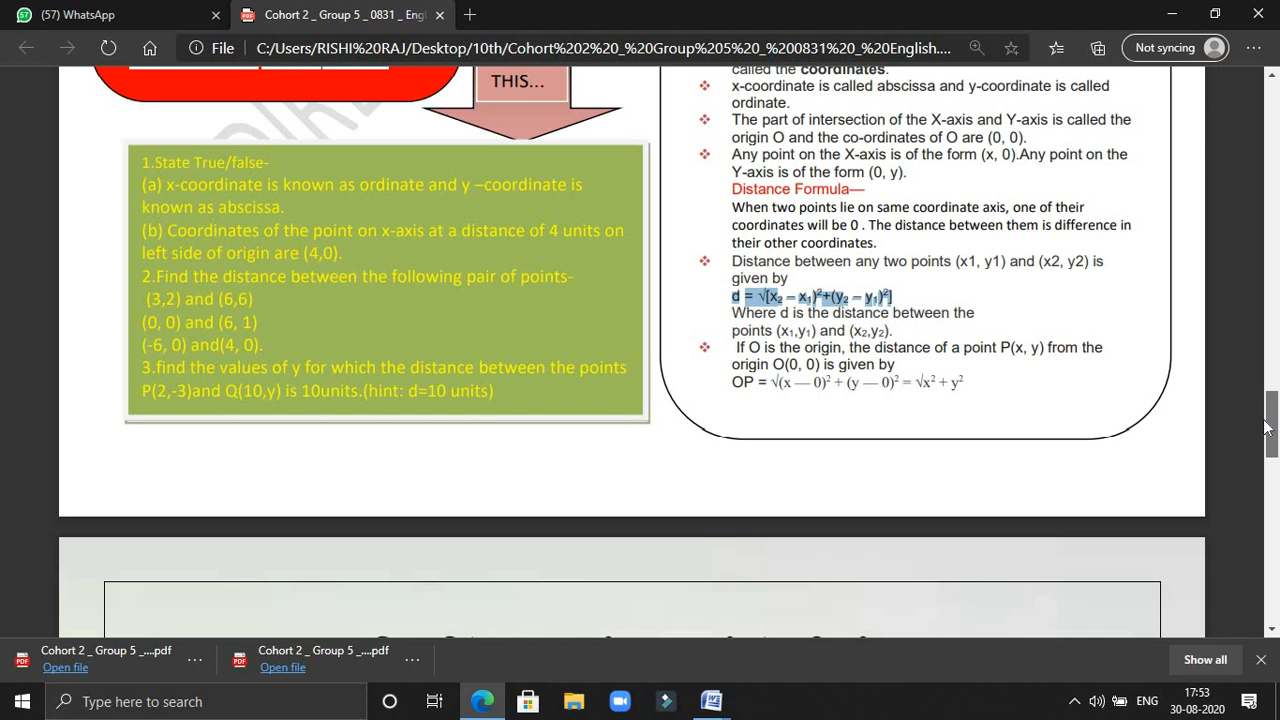 (57) WhatsApp
Cohort 2 _ Group 5 _ 0831 _ Engl
File
C:/Users/RISHI%20RAJ/Desktop/10th/Cohort%202%20_%20Group%205%20_%200831%20_%20English....
Not syncing
THIS...
1.State True/false-
(a) x-coordinate is known as ordinate and y –coordinate is
known as abscissa.
(b) Coordinates of the point on x-axis at a distance of 4 units on
left side of origin are (4,0).
2.Find the distance between the following pair of points-
(3,2) and (6,6)
(0, 0) and (6, 1)
(-6, 0) and(4, 0).
3.find the values of y for which the distance between the points
P(2,-3)and Q(10,y) is 10units.(hint: d=10 units)
called the coordinates.
❖ x-coordinate is called abscissa and y-coordinate is called
ordinate.
❖ The part of intersection of the X-axis and Y-axis is called the
origin O and the co-ordinates of O are (0, 0).
❖ Any point on the X-axis is of the form (x, 0).Any point on the
Y-axis is of the form (0, y).
Distance Formula—
When two points lie on same coordinate axis, one of their
coordinates will be 0 . The distance between them is difference in
their other coordinates.
❖ Distance between any two points (x1, y1) and (x2, y2) is
given by
d = √[x₂ – x₁)²+(y₂ – y₁)²]
Where d is the distance between the
points (x₁,y₁) and (x₂,y₂).
❖ If O is the origin, the distance of a point P(x, y) from the
origin O(0, 0) is given by
OP = √(x — 0)² + (y — 0)² = √x² + y²
Cohort 2 _ Group 5 _....pdf
Open file
Cohort 2 _ Group 5 _....pdf
Open file
Show all
Type here to search
ENG
17:53
30-08-2020